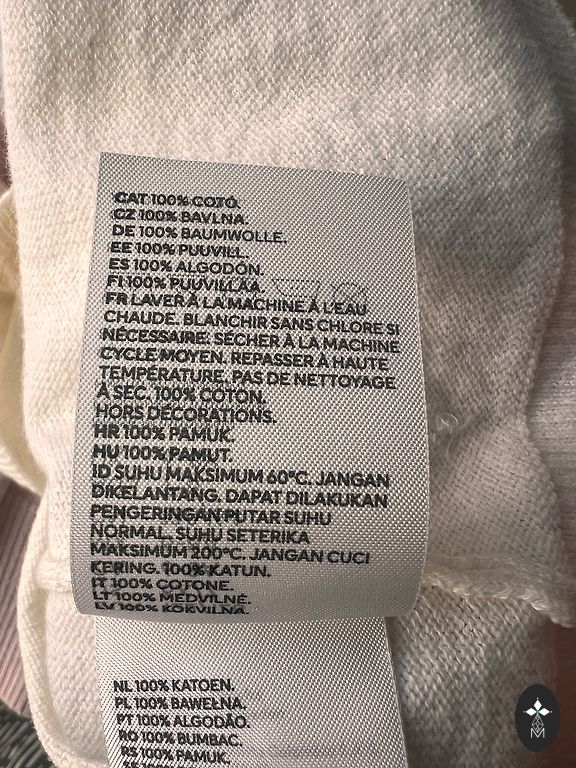 CAT 100% COTÓ.
CZ 100% BAVLNA.
DE 100% BAUMWOLLE.
EE 100% PUUVILL.
ES 100% ALGODÓN.
FI 100% PUUVILLAA.
FR LAVER À LA MACHINE À L'EAU
CHAUDE. BLANCHIR SANS CHLORE SI
NÉCESSAIRE. SÉCHER À LA MACHINE
CYCLE MOYEN. REPASSER À HAUTE
TEMPÉRATURE. PAS DE NETTOYAGE
À SEC. 100% COTON.
HORS DÉCORATIONS.
HR 100% PAMUK.
HU 100% PAMUT.
ID SUHU MAKSIMUM 60°C. JANGAN
DIKELANTANG. DAPAT DILAKUKAN
PENGERINGAN PUTAR SUHU
NORMAL. SUHU SETERIKA
MAKSIMUM 200°C. JANGAN CUCI
KERING. 100% KATUN.
IT 100% COTONE.
LT 100% MEDVILNĖ.
LV 100% KOKVILNA.
NL 100% KATOEN.
PL 100% BAWEŁNA.
PT 100% ALGODÃO.
RO 100% BUMBAC.
RS 100% PAMUK.
M